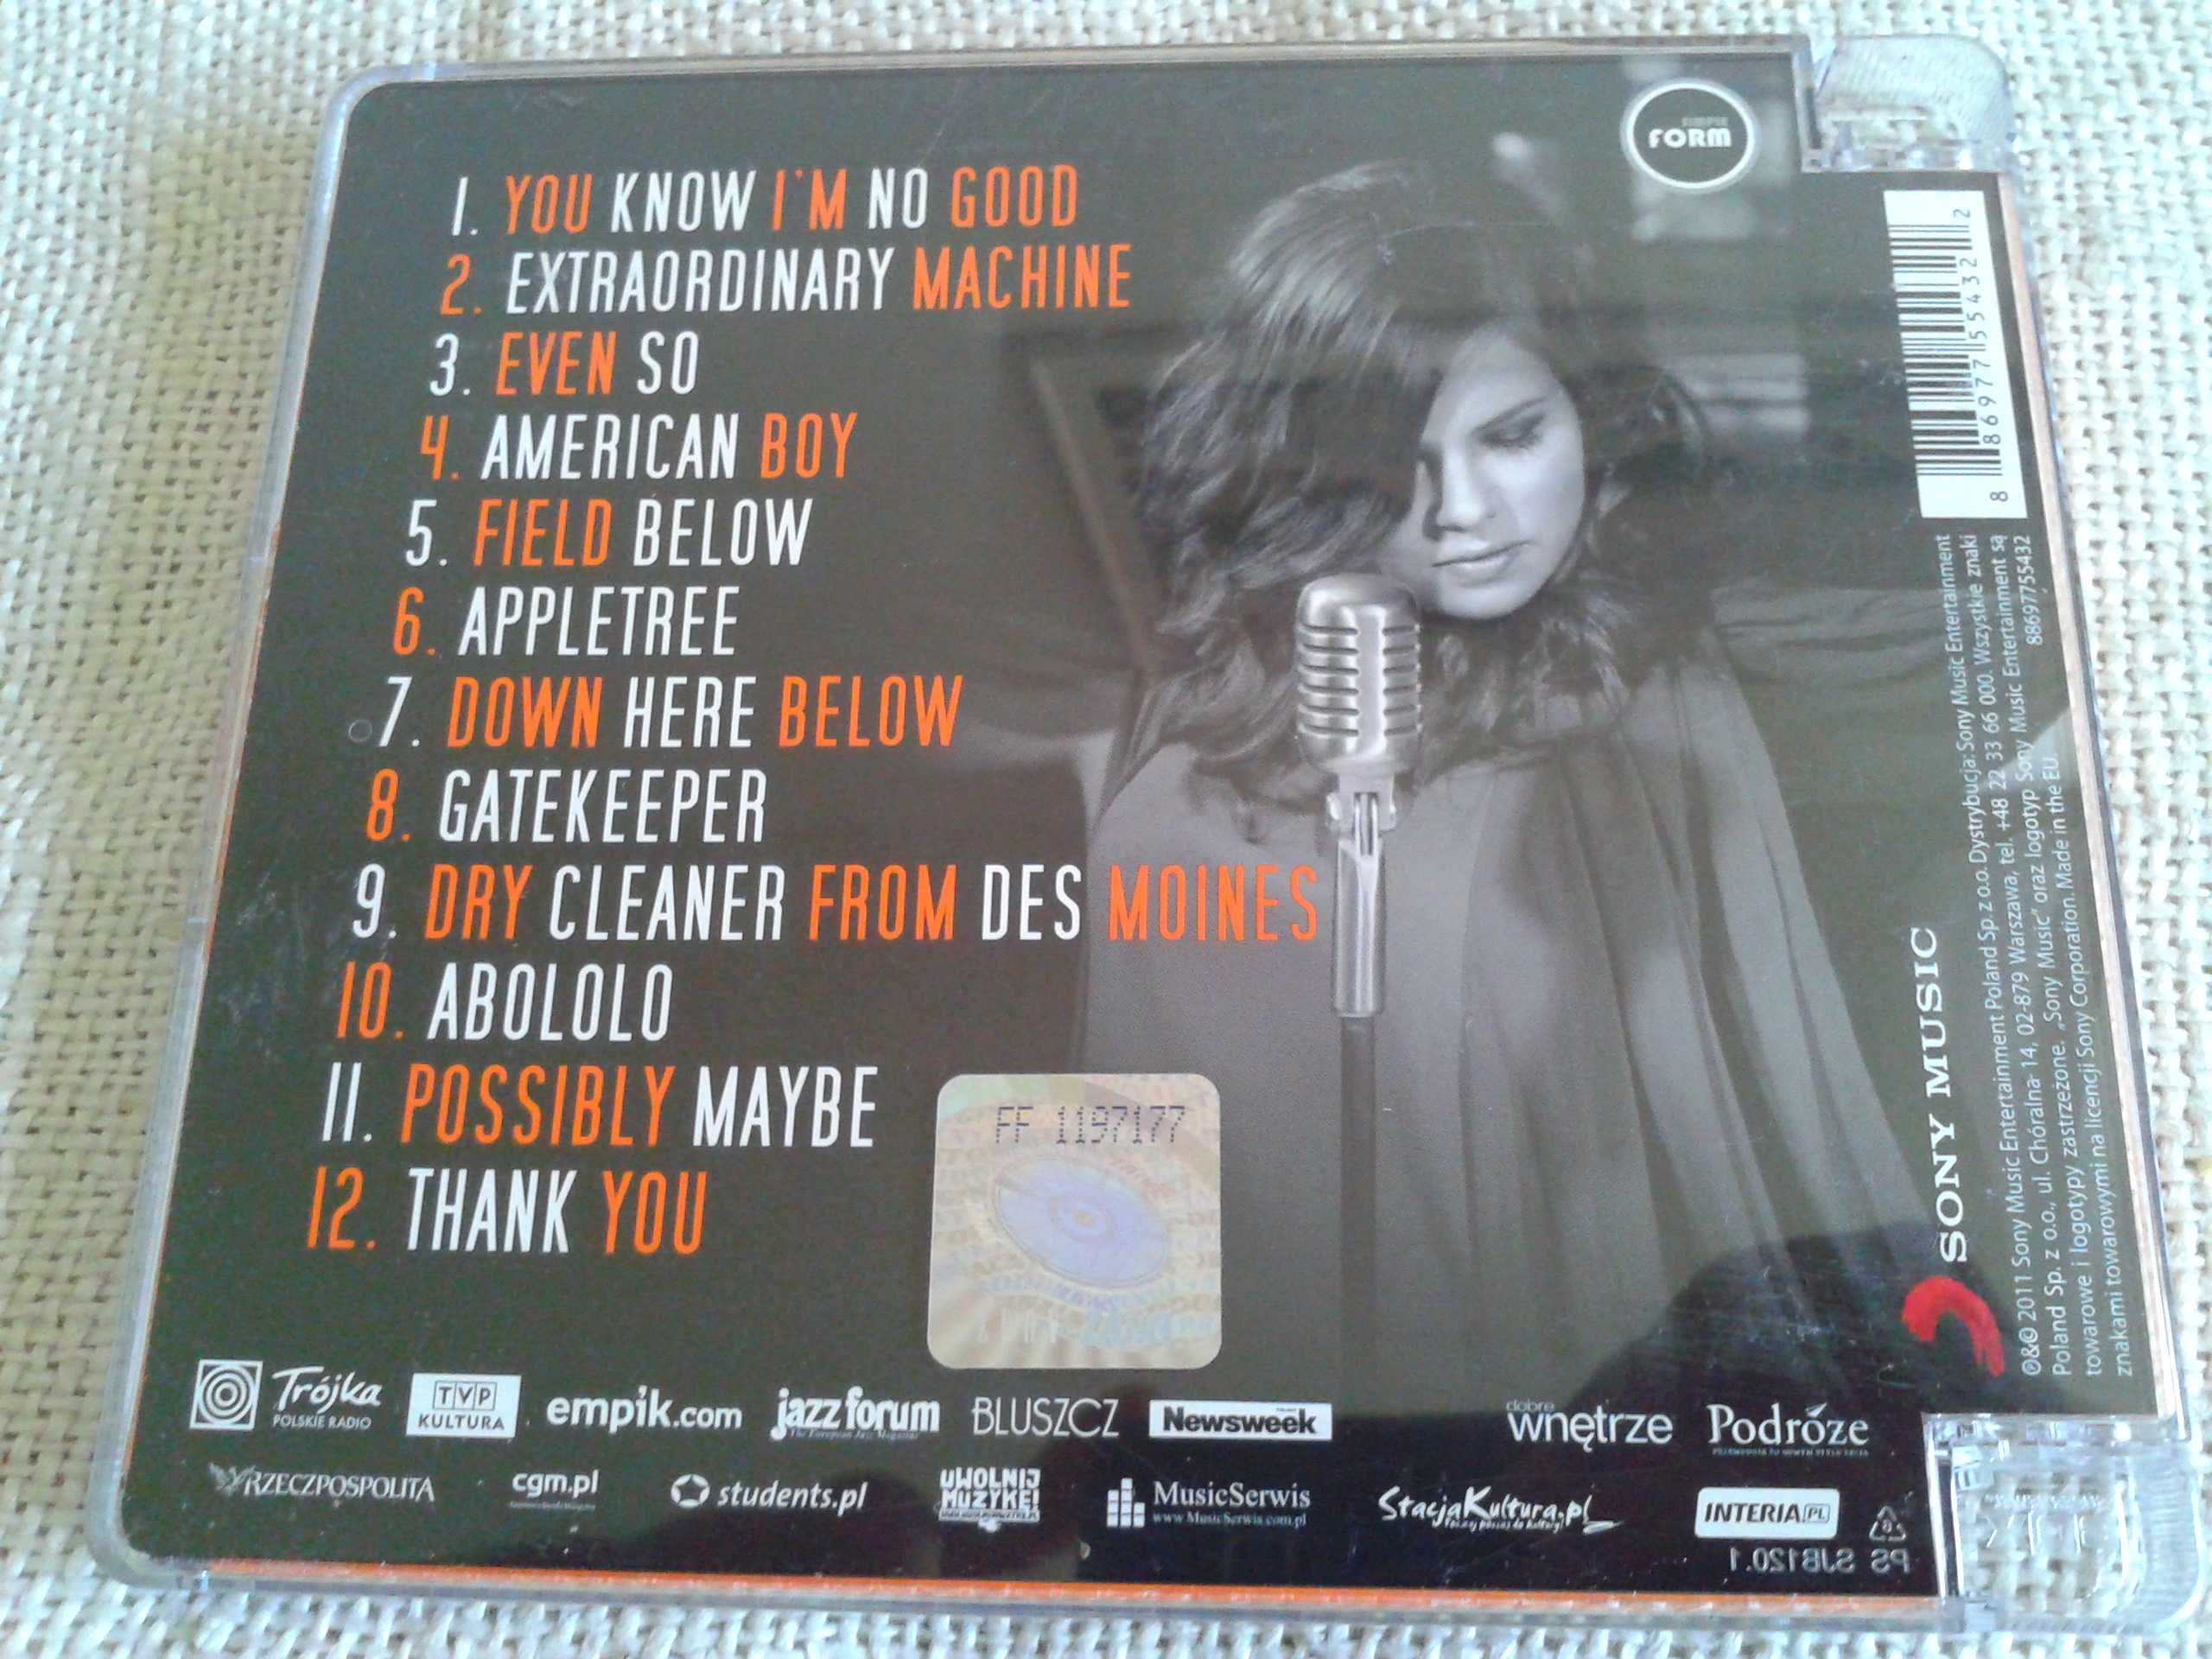 FORM
1. YOU KNOW I'M NO GOOD
2. EXTRAORDINARY MACHINE
3. EVEN SO
4. AMERICAN BOY
5. FIELD BELOW
6. APPLETREE
7. DOWN HERE BELOW
8. GATEKEEPER
9. DRY CLEANER FROM DES MOINES
10. ABOLOLO
11. POSSIBLY MAYBE
12. THANK YOU
FF 1197177
8 86977 55432 2
SONY MUSIC
℗&© 2011 Sony Music Entertainment Poland Sp. z o.o. Dystrybucja: Sony Music Entertainment
Poland Sp. z o.o., ul. Chóralna 14, 02-879 Warszawa, tel. +48 22 33 66 000. Wszystkie znaki
towarowe i logotypy zastrzeżone. „Sony Music” oraz logotyp Sony Music Entertainment są
znakami towarowymi na licencji Sony Corporation. Made in the EU. 88697755432
Trójka
POLSKIE RADIO
TVP
KULTURA
empik.com
jazz forum
The European Jazz Magazine
BLUSZCZ
Newsweek
dobre
wnętrze
Podróże
RZECZPOSPOLITA
cgm.pl
students.pl
UWOLNIJ
MUZYKĘ!
MusicSerwis
www.MusicSerwis.com.pl
StacjaKultura.pl
INTERIA.PL
PS SJB120.1